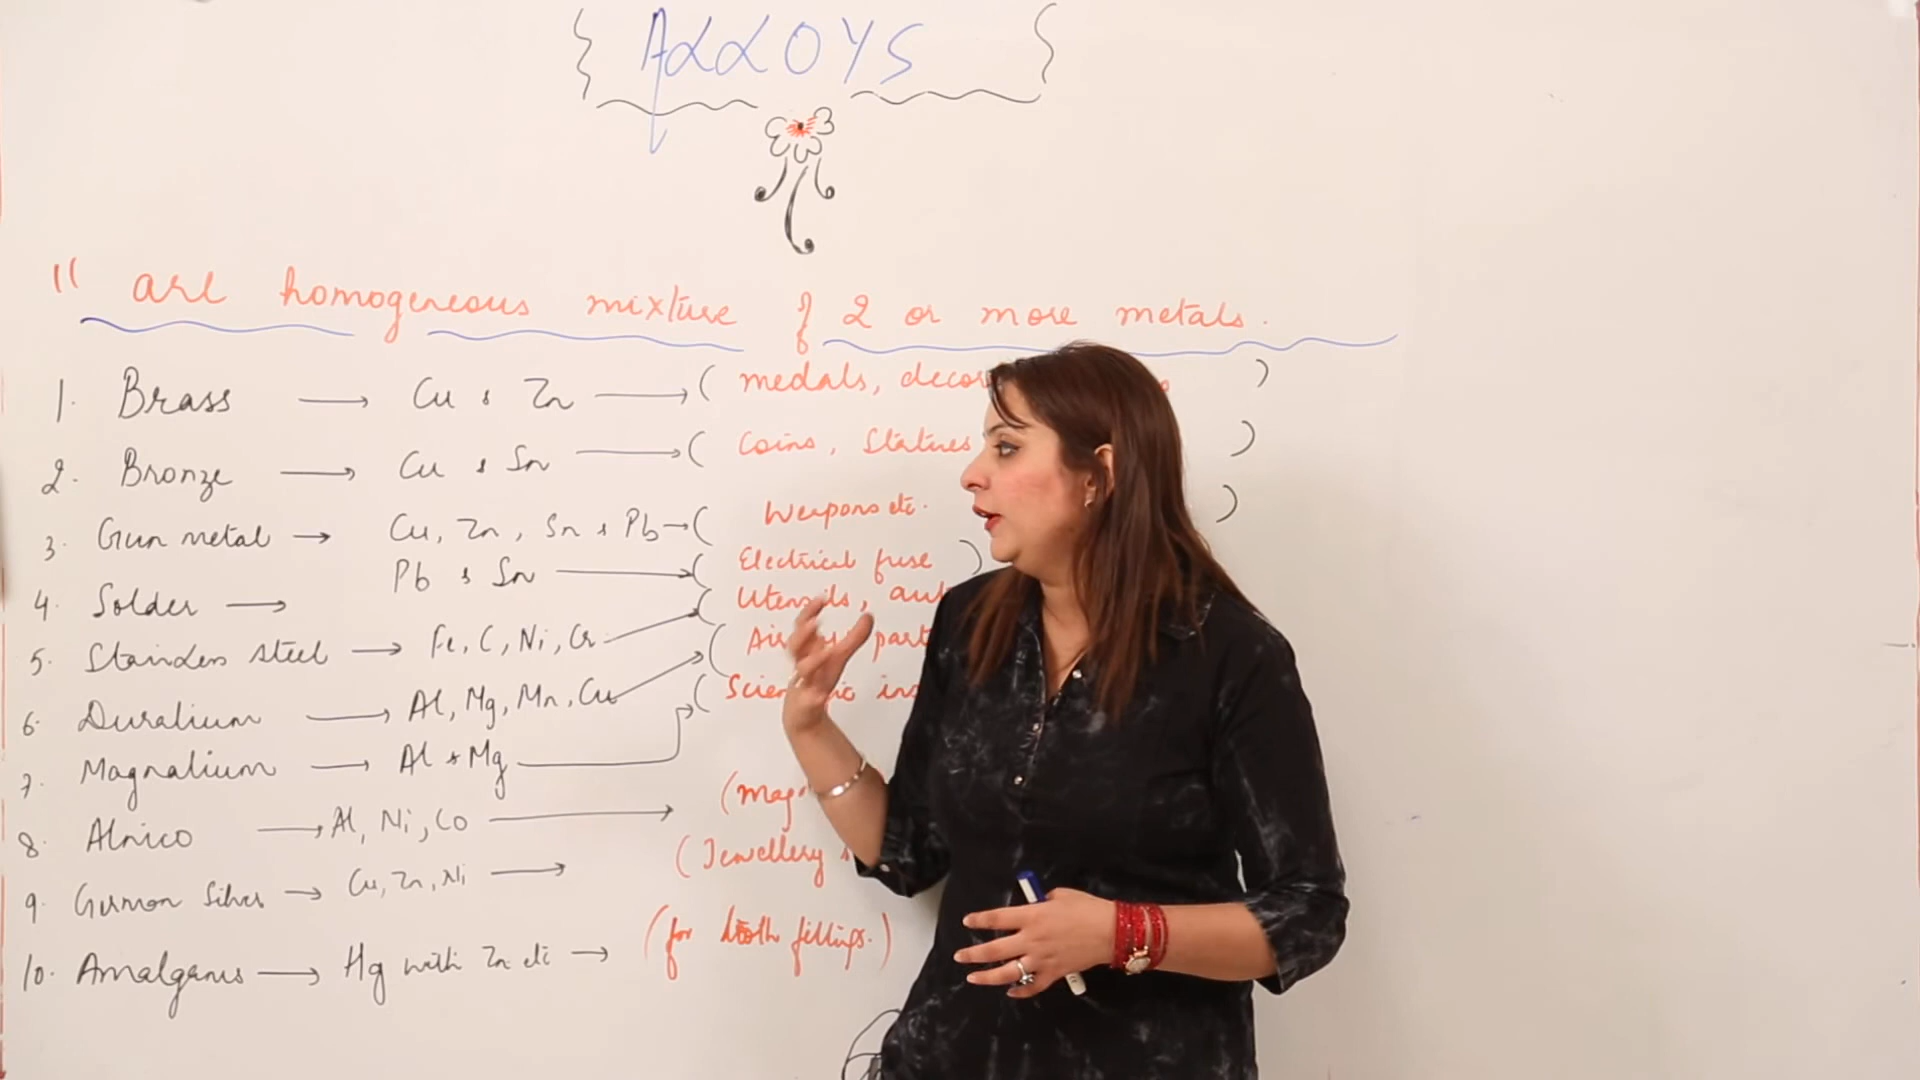 ALLOYS
" are homogeneous mixture of 2 or more metals.
1. Brass → Cu & Zn → ( medals, )
2. Bronze → Cu & Sn → ( Coins, Statues )
3. Gun metal → Cu, Zn, Sn & Pb → ( Weapons etc. )
4. Solder → Pb & Sn → ( Electrical fuse )
5. Stainless steel → Fe, C, Ni, Cr → ( Utensils,
6. Duralium → Al, Mg, Mn, Cu → (
7. Magnalium → Al & Mg → (
8. Alnico → Al, Ni, Co → (
9. German Silver → Cu, Zn, Ni → ( Jewellery
10. Amalgams → Hg with Zn etc → ( for tooth fillings. )